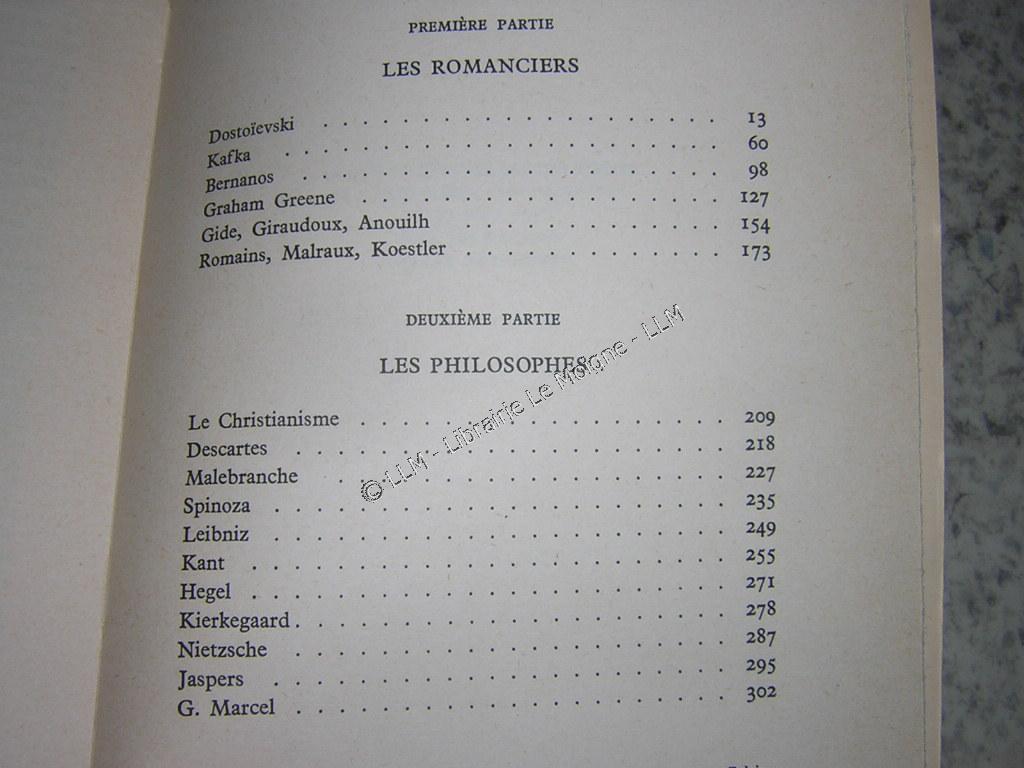 PREMIÈRE PARTIE
LES ROMANCIERS
Dostoïevski . . . . . . . . . . . . . . . . . . . . 13
Kafka . . . . . . . . . . . . . . . . . . . . . 60
Bernanos . . . . . . . . . . . . . . . . . . . . . 98
Graham Greene . . . . . . . . . . . . . . . . . . 127
Gide, Giraudoux, Anouilh . . . . . . . . . . . . . 154
Romains, Malraux, Koestler . . . . . . . . . . . . . 173
DEUXIÈME PARTIE
LES PHILOSOPHES
Le Christianisme . . . . . . . . . . . . . . . . . . 209
Descartes . . . . . . . . . . . . . . . . . . . . . 218
Malebranche . . . . . . . . . . . . . . . . . . . 227
Spinoza . . . . . . . . . . . . . . . . . . . . . . 235
Leibniz . . . . . . . . . . . . . . . . . . . . . . 249
Kant . . . . . . . . . . . . . . . . . . . . . . . 255
Hegel . . . . . . . . . . . . . . . . . . . . . . . 271
Kierkegaard . . . . . . . . . . . . . . . . . . . . . 278
Nietzsche . . . . . . . . . . . . . . . . . . . . . 287
Jaspers . . . . . . . . . . . . . . . . . . . . . . 295
G. Marcel . . . . . . . . . . . . . . . . . . . . . 302
© LLM - Librairie Le Moigne - LLM